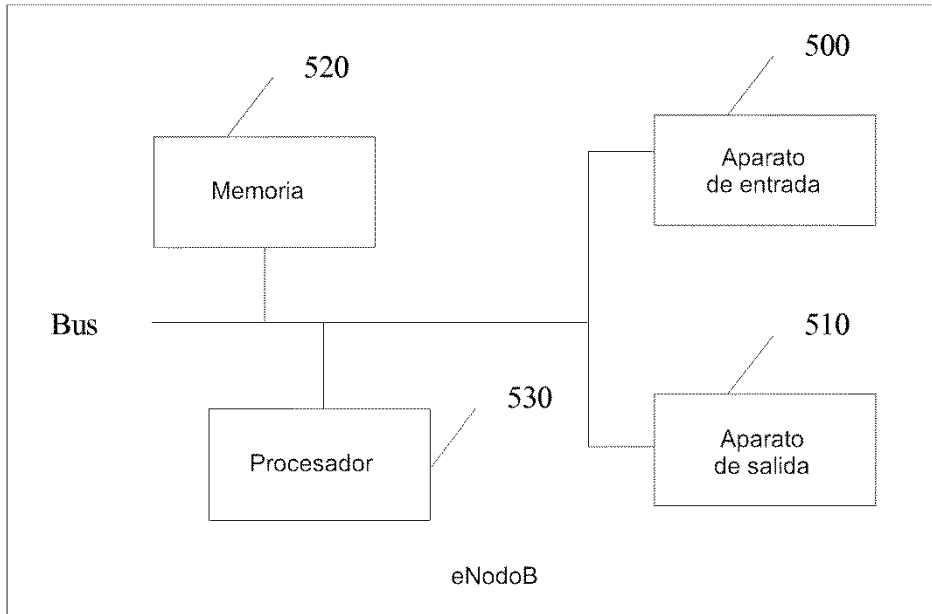 520
500
Memoria
Aparato
de entrada
Bus
510
530
Procesador
Aparato
de salida
eNodoB